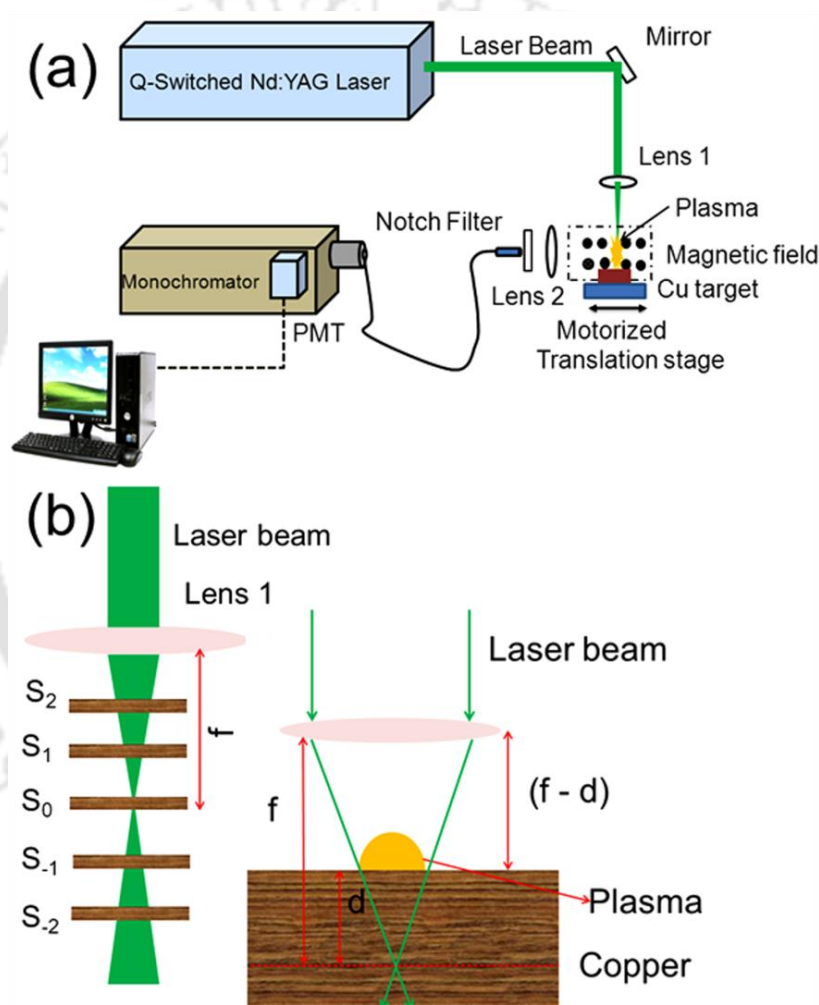 (a)
Q-Switched Nd:YAG Laser
Laser Beam
Mirror
Lens 1
Plasma
Notch Filter
Magnetic field
Monochromator
Lens 2
Cu target
PMT
Motorized
Translation stage
(b)
Laser beam
Lens 1
S2
S1
S0
S-1
S-2
f
Laser beam
f
(f - d)
d
Plasma
Copper